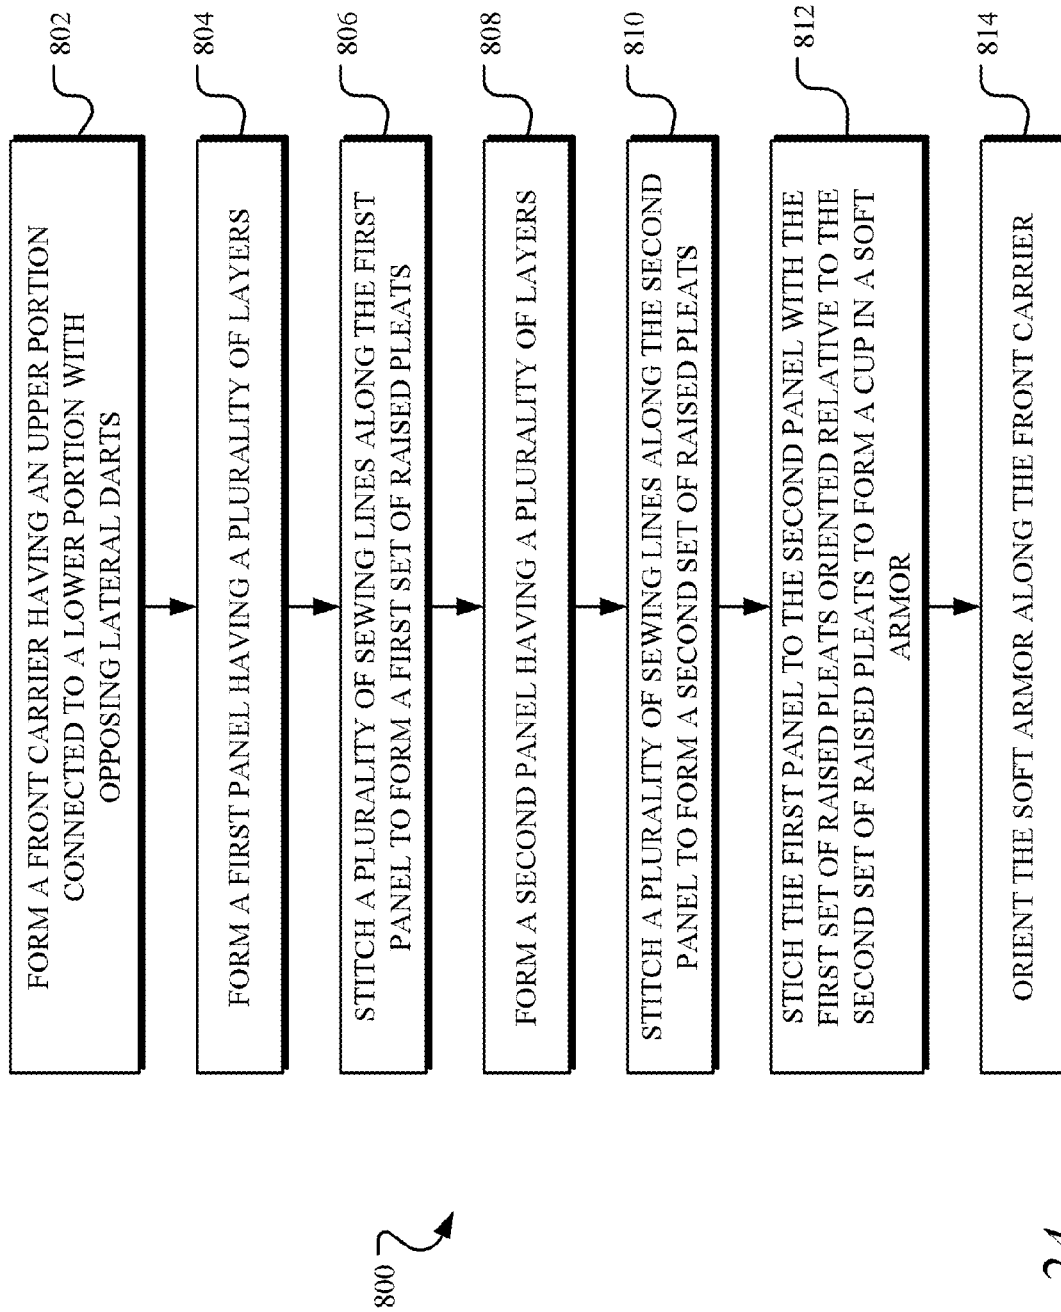 802
FORM A FRONT CARRIER HAVING AN UPPER PORTION
CONNECTED TO A LOWER PORTION WITH
OPPOSING LATERAL DARTS
804
FORM A FIRST PANEL HAVING A PLURALITY OF LAYERS
806
STITCH A PLURALITY OF SEWING LINES ALONG THE FIRST
PANEL TO FORM A FIRST SET OF RAISED PLEATS
808
FORM A SECOND PANEL HAVING A PLURALITY OF LAYERS
810
STITCH A PLURALITY OF SEWING LINES ALONG THE SECOND
PANEL TO FORM A SECOND SET OF RAISED PLEATS
812
STICH THE FIRST PANEL TO THE SECOND PANEL WITH THE
FIRST SET OF RAISED PLEATS ORIENTED RELATIVE TO THE
SECOND SET OF RAISED PLEATS TO FORM A CUP IN A SOFT
ARMOR
814
ORIENT THE SOFT ARMOR ALONG THE FRONT CARRIER
800